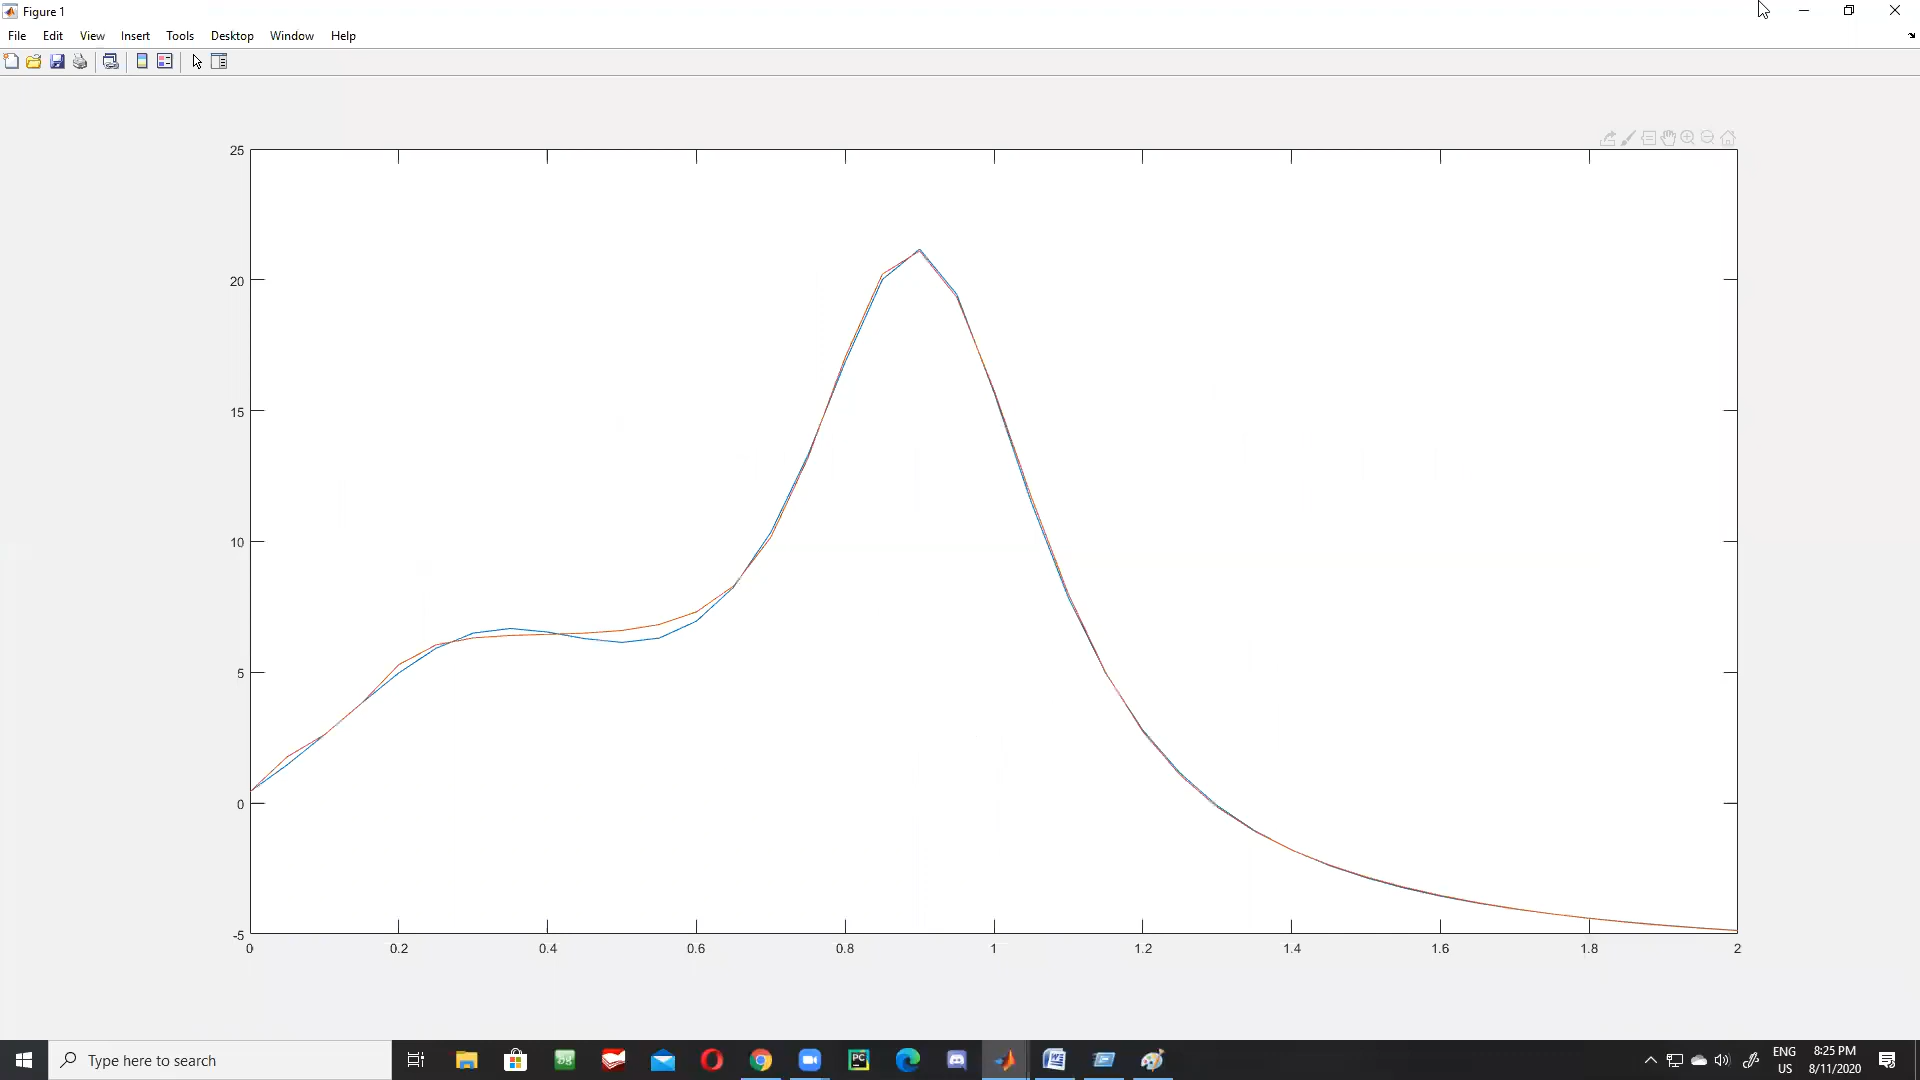 Figure 1
File Edit View Insert Tools Desktop Window Help
25
20
15
10
5
0
-5
0 0.2 0.4 0.6 0.8 1 1.2 1.4 1.6 1.8 2
Type here to search
PC
ENG
US
8:25 PM
8/11/2020